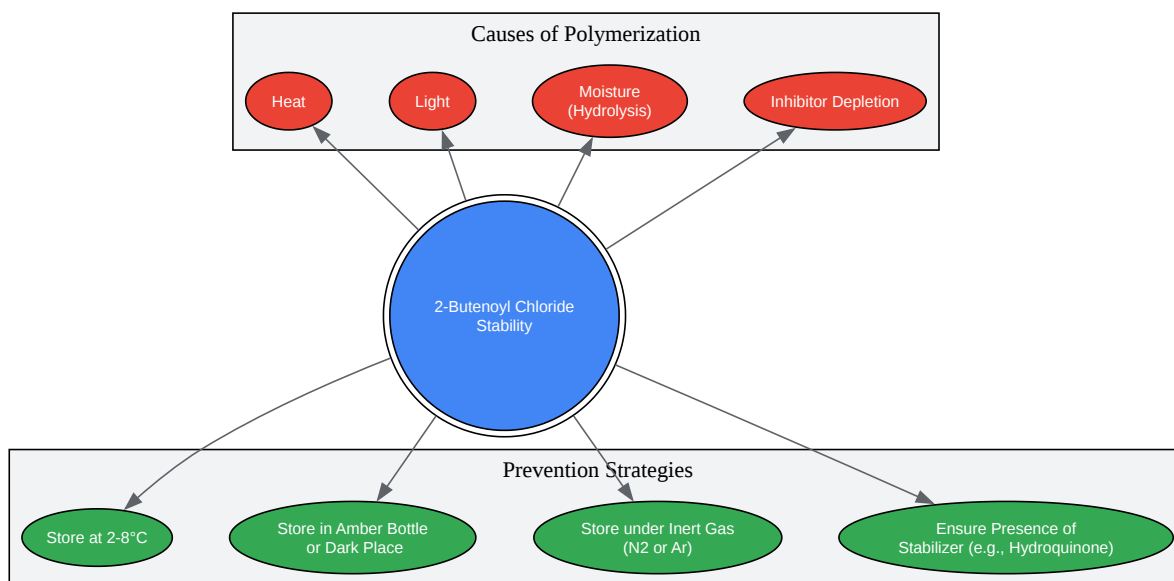 Causes of Polymerization
Heat
Light
Moisture
(Hydrolysis)
Inhibitor Depletion
2-Butenoyl Chloride
Stability
Prevention Strategies
Store at 2-8°C
Store in Amber Bottle
or Dark Place
Store under Inert Gas
(N2 or Ar)
Ensure Presence of
Stabilizer (e.g., Hydroquinone)